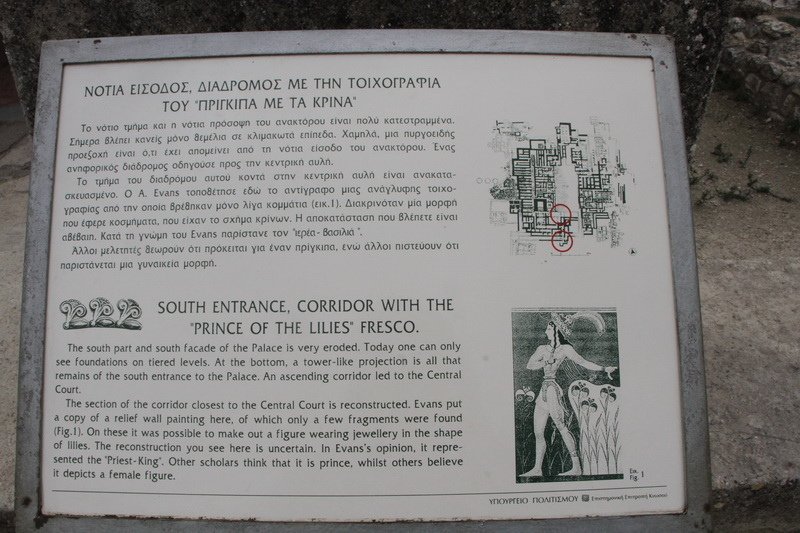 ΝΟΤΙΑ ΕΙΣΟΔΟΣ, ΔΙΑΔΡΟΜΟΣ ΜΕ ΤΗΝ ΤΟΙΧΟΓΡΑΦΙΑ
ΤΟΥ "ΠΡΙΓΚΙΠΑ ΜΕ ΤΑ ΚΡΙΝΑ"
Το νότιο τμήμα και η νότια πρόσοψη του ανακτόρου είναι πολύ κατεστραμμένα.
Σήμερα βλέπει κανείς μόνο θεμέλια σε κλιμακωτά επίπεδα. Χαμηλά, μια πυργοειδής
προεξοχή είναι ό,τι έχει απομείνει από τη νότια είσοδο του ανακτόρου. Ένας
ανηφορικός διάδρομος οδηγούσε προς την κεντρική αυλή.
Το τμήμα του διαδρόμου αυτού κοντά στην κεντρική αυλή είναι ανακατα-
σκευασμένο. Ο Α. Evans τοποθέτησε εδώ το αντίγραφο μιας ανάγλυφης τοιχο-
γραφίας από την οποία βρέθηκαν μόνο λίγα κομμάτια (εικ.1). Διακρινόταν μία μορφή
που έφερε κοσμήματα, που είχαν το σχήμα κρίνων. Η αποκατάσταση που βλέπετε είναι
αβέβαιη. Κατά τη γνώμη του Evans παρίστανε τον "ιερέα-βασιλιά".
Άλλοι μελετητές θεωρούν ότι πρόκειται για έναν πρίγκιπα, ενώ άλλοι πιστεύουν ότι
παριστάνεται μια γυναικεία μορφή.
SOUTH ENTRANCE, CORRIDOR WITH THE
"PRINCE OF THE LILIES" FRESCO.
The south part and south facade of the Palace is very eroded. Today one can only
see foundations on tiered levels. At the bottom, a tower-like projection is all that
remains of the south entrance to the Palace. An ascending corridor led to the Central
Court.
The section of the corridor closest to the Central Court is reconstructed. Evans put
a copy of a relief wall painting here, of which only a few fragments were found
(Fig.1). On these it was possible to make out a figure wearing jewellery in the shape
of lilies. The reconstruction you see here is uncertain. In Evans's opinion, it repre-
sented the "Priest-King". Other scholars think that it is prince, whilst others believe
it depicts a female figure.
Εικ.
Fig. 1
ΥΠΟΥΡΓΕΙΟ ΠΟΛΙΤΙΣΜΟΥ Επιστημονική Επιτροπή Κνωσού